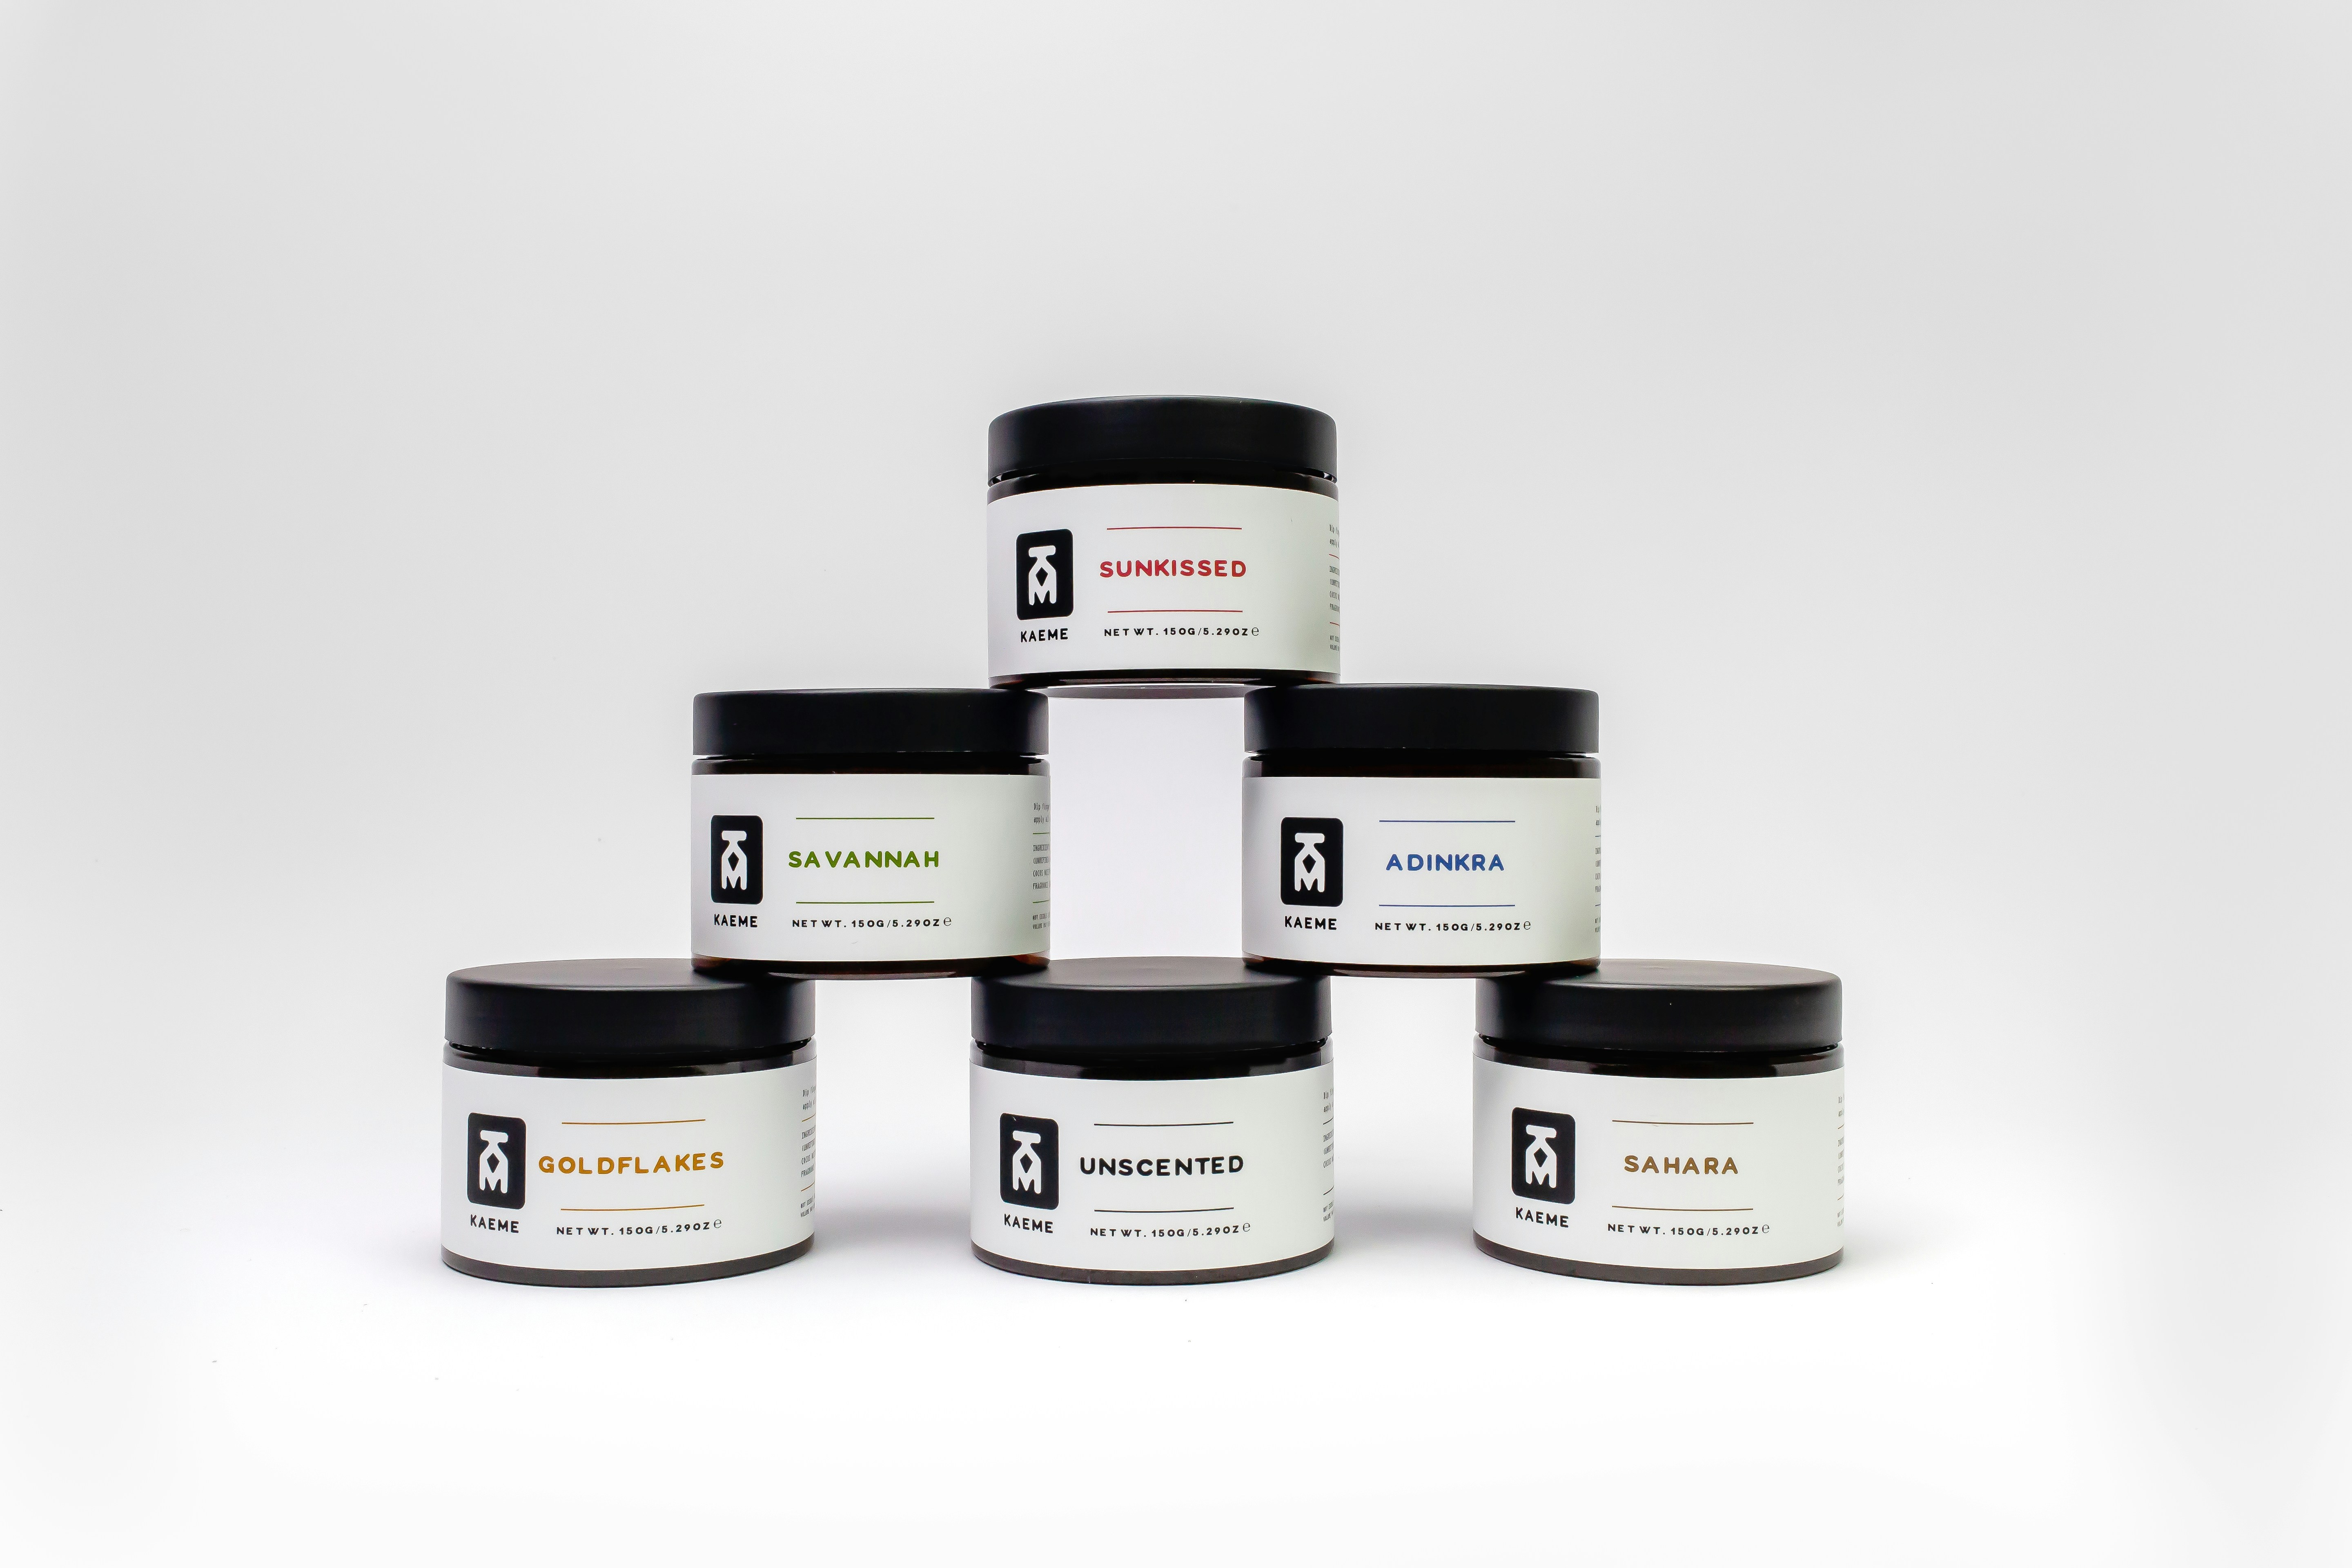 SUNKISSED
KAEME
NET WT. 150G/5.29OZ ℮
SAVANNAH
KAEME
NET WT. 150G/5.29OZ ℮
ADINKRA
KAEME
NET WT. 150G/5.29OZ ℮
GOLDFLAKES
KAEME
NET WT. 150G/5.29OZ ℮
UNSCENTED
KAEME
NET WT. 150G/5.29OZ ℮
SAHARA
KAEME
NET WT. 150G/5.29OZ ℮